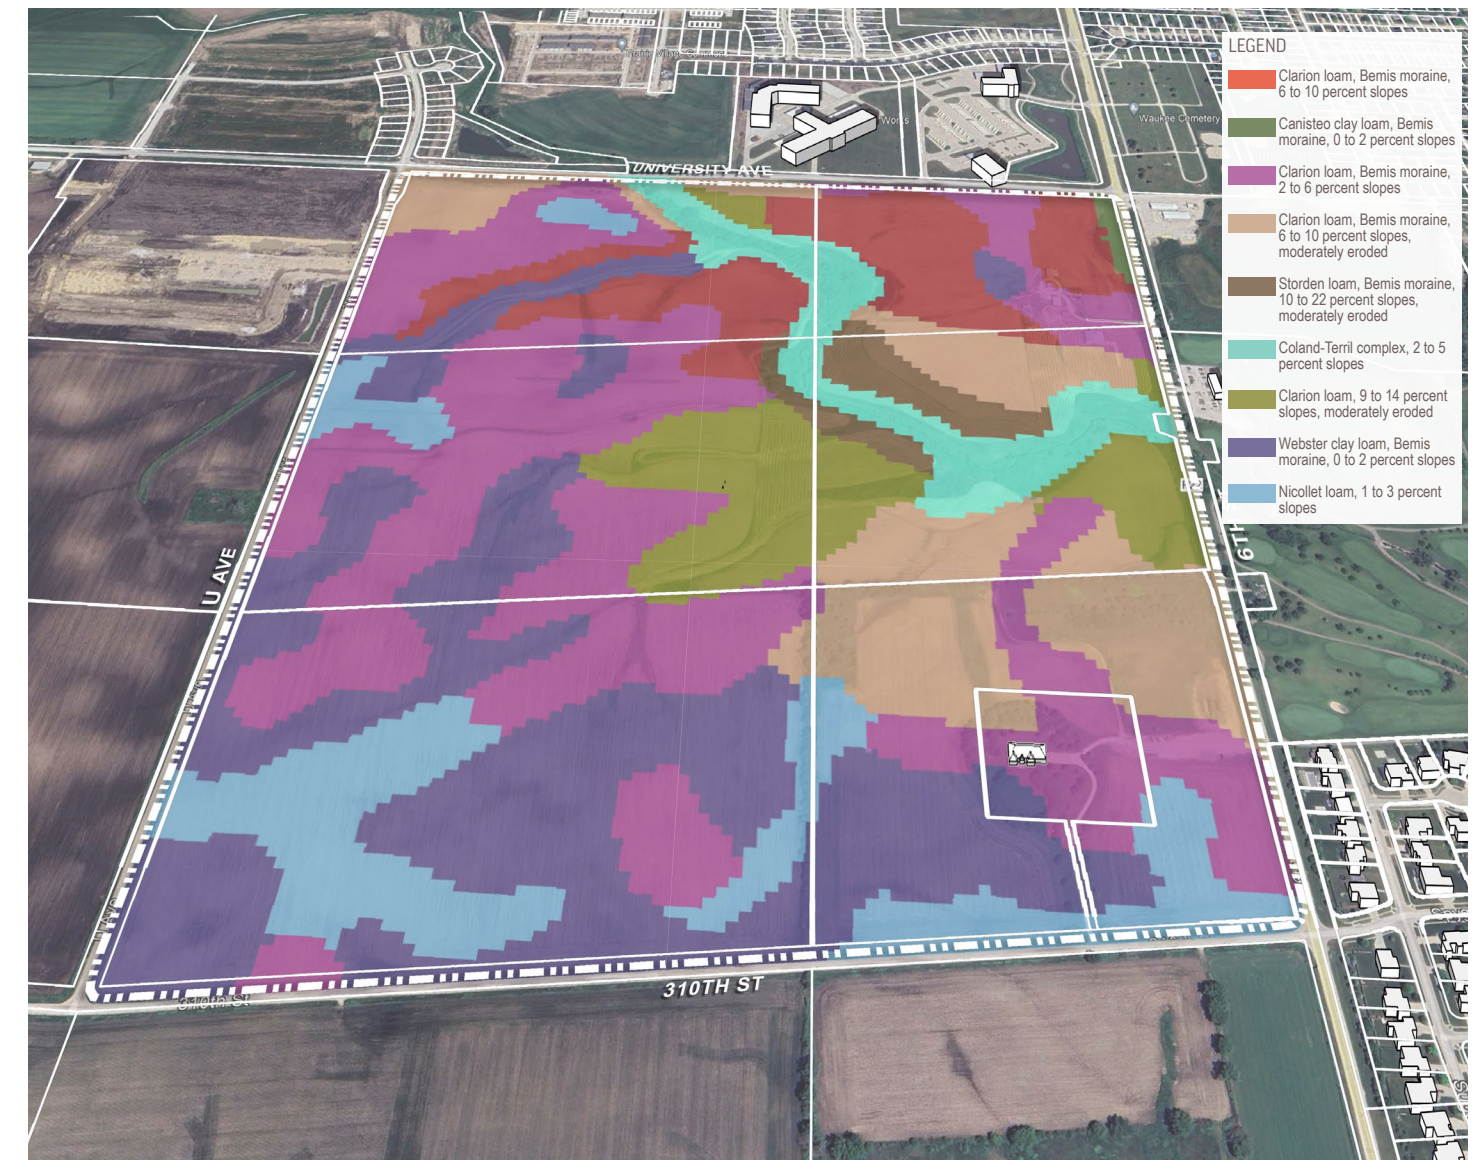 Works
Waukee Cemetery
UNIVERSITY AVE
LEGEND
Clarion loam, Bemis moraine,
6 to 10 percent slopes
Canisteo clay loam, Bemis
moraine, 0 to 2 percent slopes
Clarion loam, Bemis moraine,
2 to 6 percent slopes
Clarion loam, Bemis moraine,
6 to 10 percent slopes,
moderately eroded
Storden loam, Bemis moraine,
10 to 22 percent slopes,
moderately eroded
Coland-Terril complex, 2 to 5
percent slopes
Clarion loam, 9 to 14 percent
slopes, moderately eroded
Webster clay loam, Bemis
moraine, 0 to 2 percent slopes
Nicollet loam, 1 to 3 percent
slopes
U AVE
6TH
310th St
310TH ST